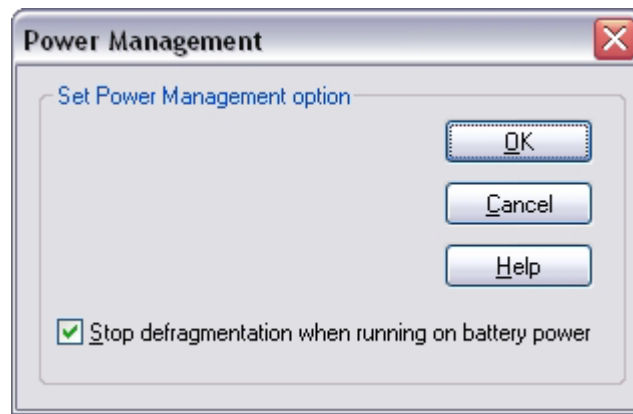 Power Management
Set Power Management option
OK
Cancel
Help
Stop defragmentation when running on battery power